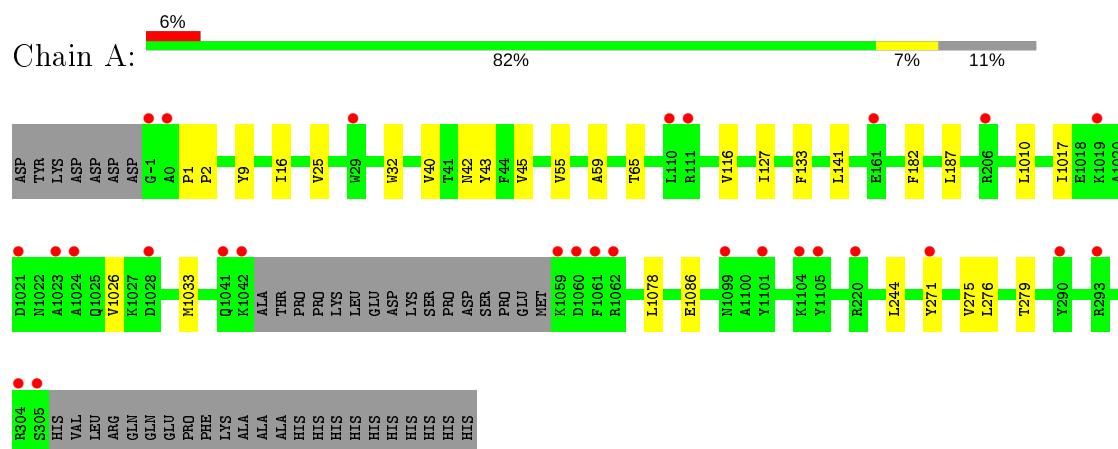 6%
Chain A:
82% 7% 11%
ASP TYR LYS ASP ASP ASP ASP G-1 A0 P1 P2 Y9 I16 V25 W29 W32 V40 T41 N42 Y43 F44 V45 V55 A59 T65 L110 R111 V116 I127 F133 L141 E161 F182 L187 R206 L1010 I1017 E1018 K1019 A1020
D1021 N1022 A1023 A1024 Q1025 V1026 K1027 D1028 M1033 Q1041 K1042 ALA THR PRO PRO LYS LEU GLU ASP LYS SER PRO ASP SER PRO GLU MET K1059 D1060 F1061 R1062 L1078 E1086 N1099 A1100 Y1101 K1104 Y1105 R220 L244 Y271 V275 L276 T279 Y290 R293
R304 S305 HIS VAL LEU ARG GLN GLN GLU PRO PHE LYS ALA ALA ALA HIS HIS HIS HIS HIS HIS HIS HIS HIS HIS